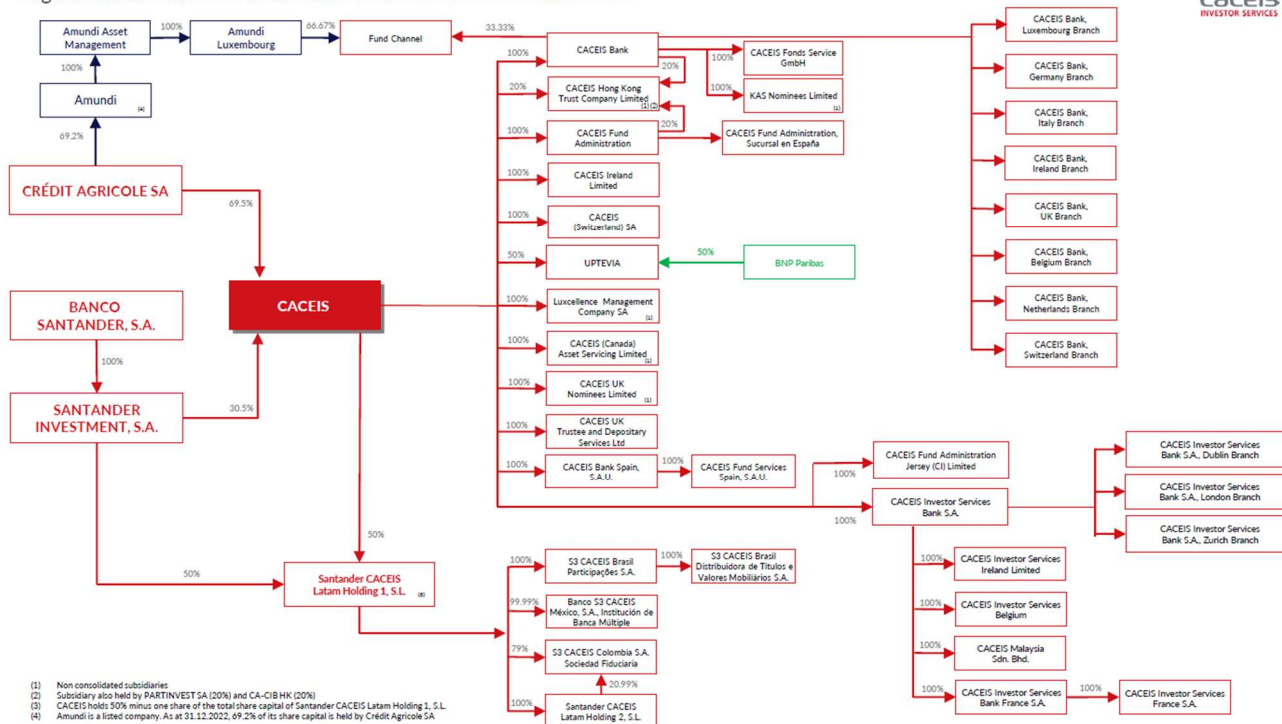 caceis
INVESTOR SERVICES
Amundi Asset
Management
100%
Amundi
Luxembourg
66.67%
Fund Channel
33.33%
100%
Amundi
(4)
69.2%
CRÉDIT AGRICOLE SA
69.5%
BANCO
SANTANDER, S.A.
100%
SANTANDER
INVESTMENT, S.A.
30.5%
CACEIS
50%
50%
Santander CACEIS
Latam Holding 1, S.L.
100%
CACEIS Bank
20%
20%
CACEIS Hong Kong
Trust Company Limited
(1) (2)
20%
100%
CACEIS Fund
Administration
100%
CACEIS Ireland
Limited
100%
CACEIS
(Switzerland) SA
50%
UPTEVIA
50%
BNP Paribas
100%
Luxcellence Management
Company SA
(1)
100%
CACEIS (Canada)
Asset Servicing Limited
(1)
100%
CACEIS UK
Nominees Limited
(1)
100%
CACEIS UK
Trustee and Depositary
Services Ltd
100%
CACEIS Bank Spain,
S.A.U.
100%
CACEIS Fund Services
Spain, S.A.U.
100%
CACEIS Fonds Service
GmbH
100%
KAS Nominees Limited
(1)
CACEIS Fund Administration,
Sucursal en España
CACEIS Bank,
Luxembourg Branch
CACEIS Bank,
Germany Branch
CACEIS Bank,
Italy Branch
CACEIS Bank,
Ireland Branch
CACEIS Bank,
UK Branch
CACEIS Bank,
Belgium Branch
CACEIS Bank,
Netherlands Branch
CACEIS Bank,
Switzerland Branch
100%
CACEIS Fund Administration
Jersey (CI) Limited
100%
CACEIS Investor Services
Bank S.A.
CACEIS Investor Services
Bank S.A., Dublin Branch
CACEIS Investor Services
Bank S.A., London Branch
CACEIS Investor Services
Bank S.A., Zurich Branch
100%
CACEIS Investor Services
Ireland Limited
100%
CACEIS Investor Services
Belgium
100%
CACEIS Malaysia
Sdn. Bhd.
100%
CACEIS Investor Services
Bank France S.A.
100%
CACEIS Investor Services
France S.A.
100%
S3 CACEIS Brasil
Participações S.A.
100%
S3 CACEIS Brasil
Distribuidora de Títulos e
Valores Mobiliários S.A.
99.99%
Banco S3 CACEIS
México, S.A., Institución de
Banca Múltiple
79%
S3 CACEIS Colombia S.A.
Sociedad Fiduciaria
20.99%
100%
Santander CACEIS
Latam Holding 2, S.L.
(1) Non consolidated subsidiaries
(2) Subsidiary also held by PARTINVEST SA (20%) and CA-CIB HK (20%)
(3) CACEIS holds 50% minus one share of the total share capital of Santander CACEIS Latam Holding 1, S.L.
(4) Amundi is a listed company. As at 31.12.2022, 69.2% of its share capital is held by Crédit Agricole SA